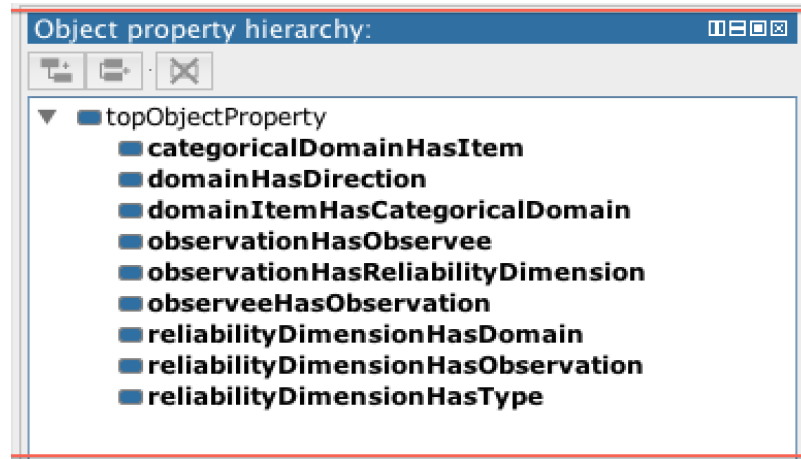 Object property hierarchy:
topObjectProperty
categoricalDomainHasItem
domainHasDirection
domainItemHasCategoricalDomain
observationHasObservee
observationHasReliabilityDimension
observeeHasObservation
reliabilityDimensionHasDomain
reliabilityDimensionHasObservation
reliabilityDimensionHasType